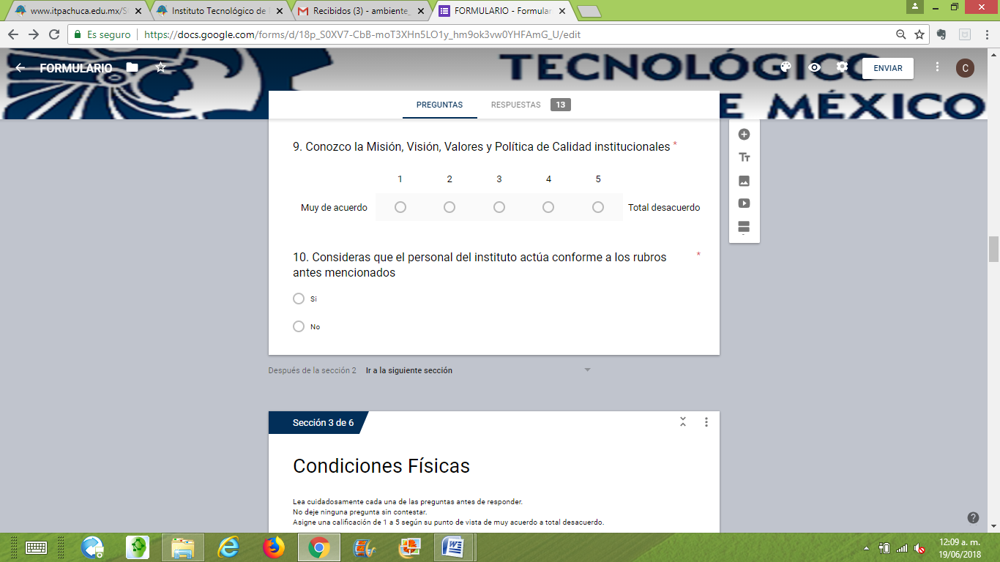 www.itpachuca.edu.mx/S
Instituto Tecnológico de
Recibidos (3) - ambiente_
FORMULARIO - Formular
Es seguro
https://docs.google.com/forms/d/18p_S0XV7-CbB-moT3XHn5LO1y_hm9ok3vw0YHFAmG_U/edit
TECNOLÓGICO
FORMULARIO
ENVIAR
C
E MÉXICO
PREGUNTAS RESPUESTAS 13
9. Conozco la Misión, Visión, Valores y Política de Calidad institucionales *
1 2 3 4 5
Muy de acuerdo Total desacuerdo
10. Consideras que el personal del instituto actúa conforme a los rubros *
antes mencionados
Si
No
Después de la sección 2 Ir a la siguiente sección
Sección 3 de 6
Condiciones Físicas
Lea cuidadosamente cada una de las preguntas antes de responder.
No deje ninguna pregunta sin contestar.
Asigne una calificación de 1 a 5 según su punto de vista de muy acuerdo a total desacuerdo.
12:09 a. m.
19/06/2018